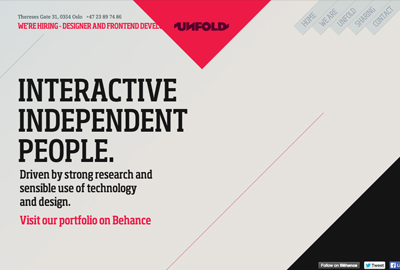 Thereses Gate 31, 0354 Oslo +47 23 89 74 86
WE'RE HIRING - DESIGNER AND FRONTEND
UNFOLD
HOME
WE ARE
UNFOLD
SHARING
CONTACT
INTERACTIVE
INDEPENDENT
PEOPLE.
Driven by strong research and
sensible use of technology
and design.
Visit our portfolio on Behance
Follow on Behance
Tweet